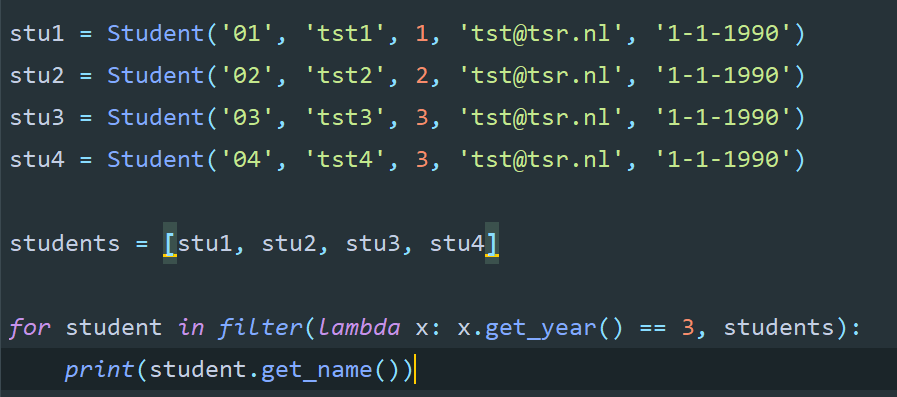 stu1 = Student('01', 'tst1', 1, 'tst@tsr.nl', '1-1-1990')
stu2 = Student('02', 'tst2', 2, 'tst@tsr.nl', '1-1-1990')
stu3 = Student('03', 'tst3', 3, 'tst@tsr.nl', '1-1-1990')
stu4 = Student('04', 'tst4', 3, 'tst@tsr.nl', '1-1-1990')
students = [stu1, stu2, stu3, stu4]
for student in filter(lambda x: x.get_year() == 3, students):
    print(student.get_name())